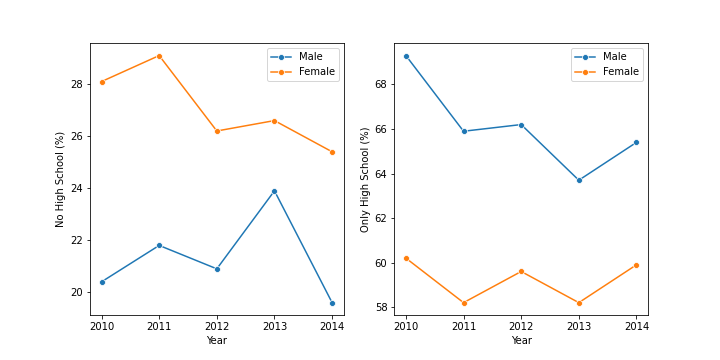 Male
Female
28
26
24
22
20
No High School (%)
2010 2011 2012 2013 2014
Year
Male
Female
68
66
64
62
60
58
Only High School (%)
2010 2011 2012 2013 2014
Year